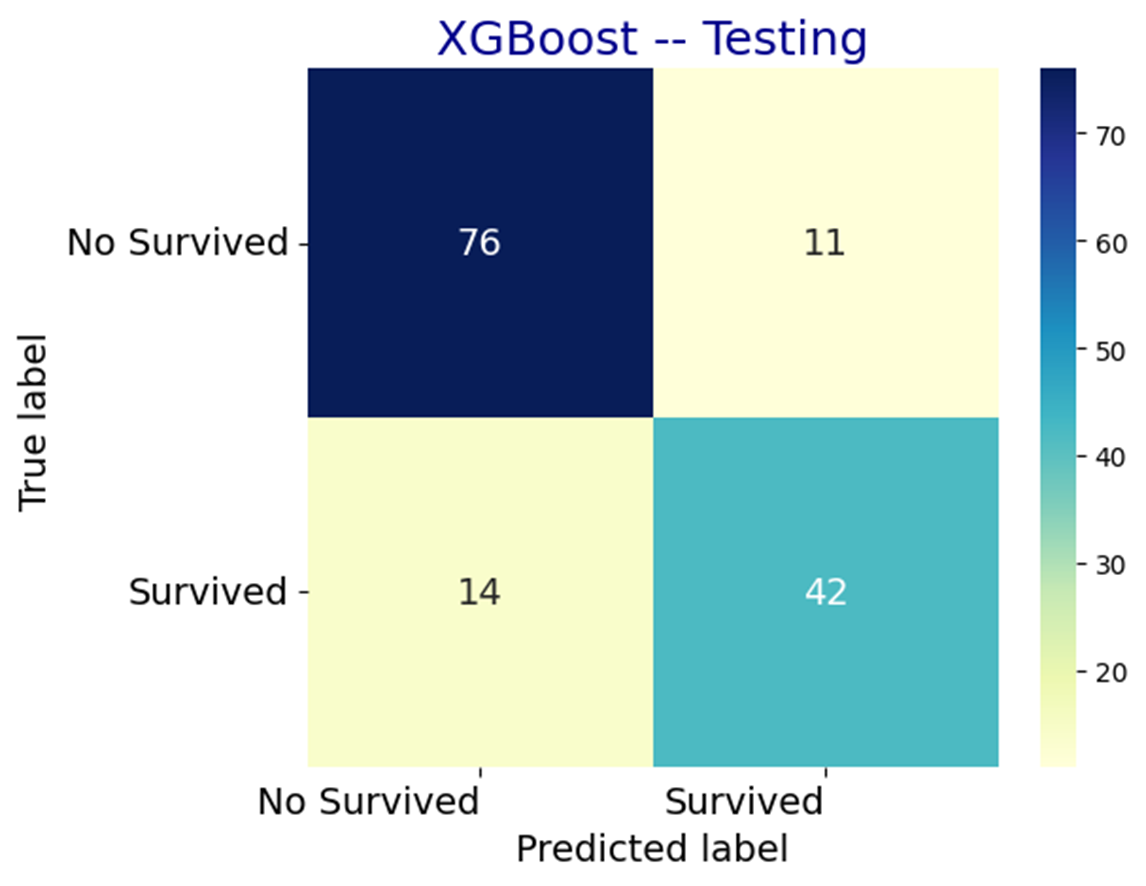 XGBoost -- Testing
No Survived
76
11
Survived
14
42
No Survived
Survived
Predicted label
True label
70
60
50
40
30
20